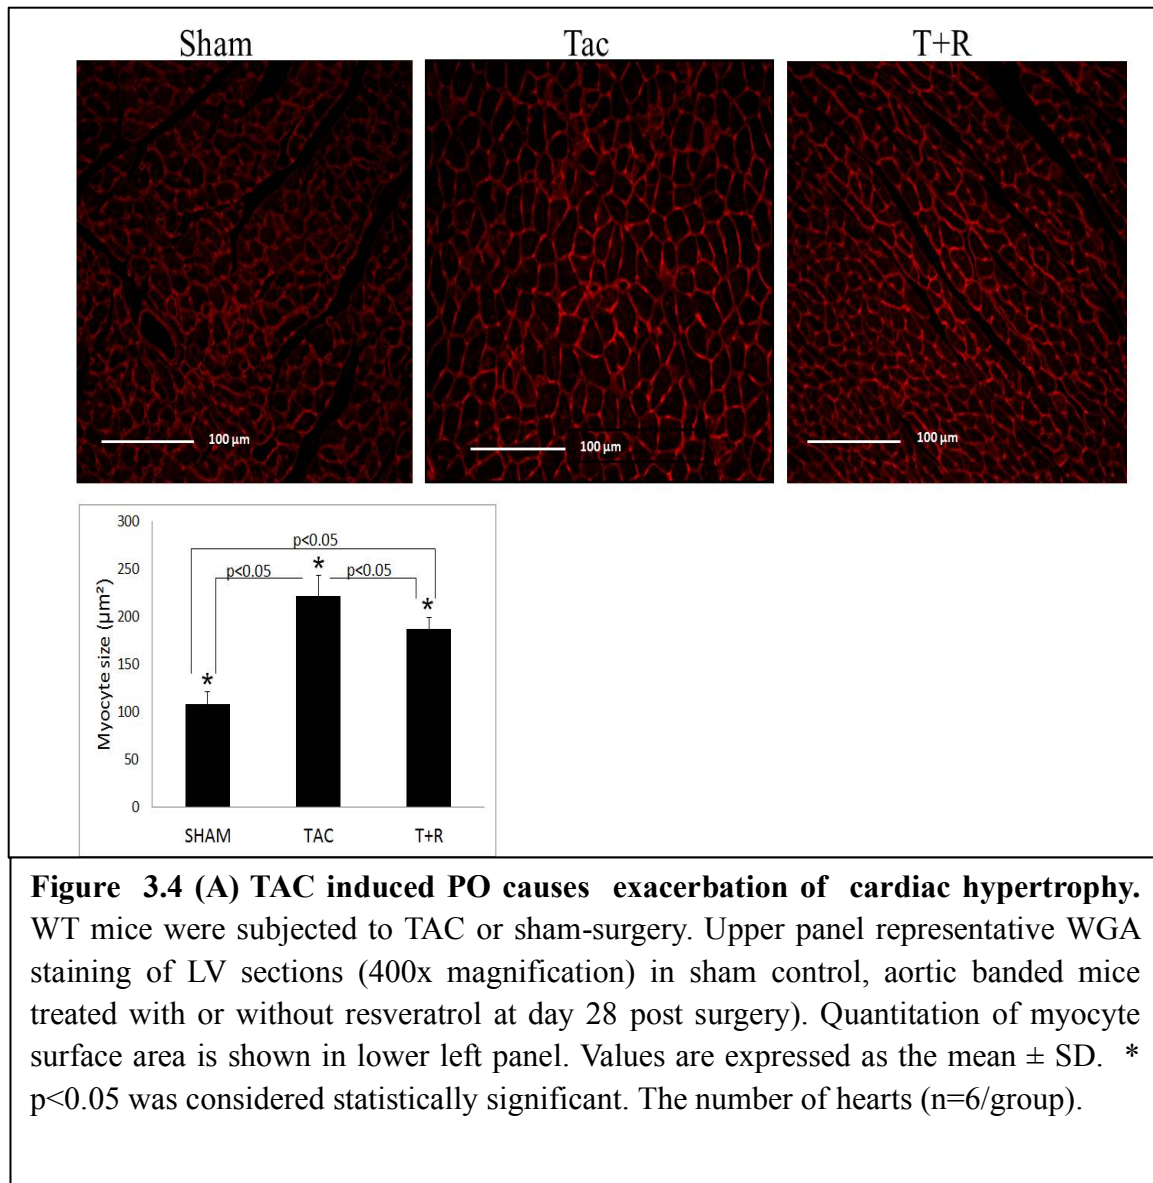 Sham Tac T+R
100 µm 100 µm 100 µm
300
250
200
150
100
50
0
Myocyte size (µm²)
p<0.05
p<0.05 * p<0.05
*
*
SHAM TAC T+R
Figure 3.4 (A) TAC induced PO causes exacerbation of cardiac hypertrophy.
WT mice were subjected to TAC or sham-surgery. Upper panel representative WGA
staining of LV sections (400x magnification) in sham control, aortic banded mice
treated with or without resveratrol at day 28 post surgery). Quantitation of myocyte
surface area is shown in lower left panel. Values are expressed as the mean ± SD. *
p<0.05 was considered statistically significant. The number of hearts (n=6/group).